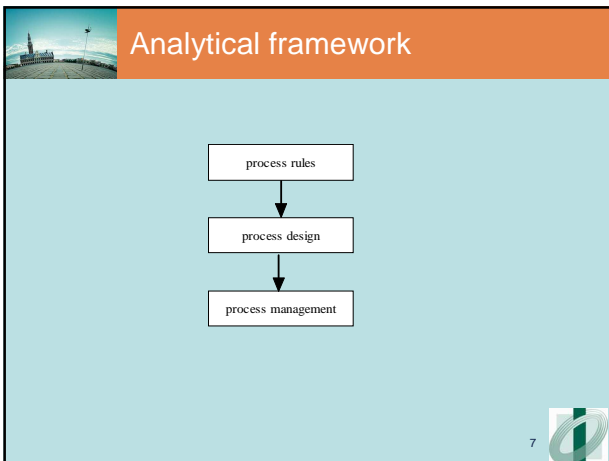 Analytical framework
process rules
process design
process management
7